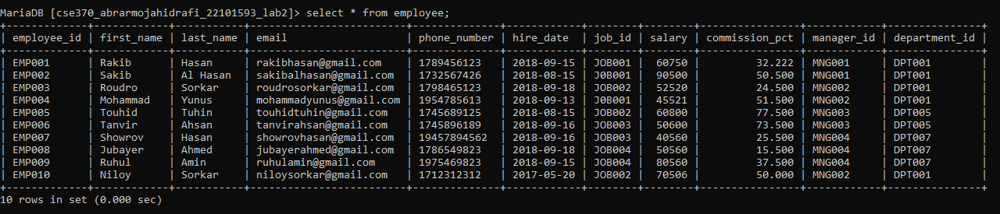 MariaDB [cse370_abrarmojahidrafi_22101593_lab2]> select * from employee;
+-------------+------------+-----------+-------------------------+--------------+------------+--------+--------+----------------+------------+---------------+
| employee_id | first_name | last_name | email                   | phone_number | hire_date  | job_id | salary | commission_pct | manager_id | department_id |
+-------------+------------+-----------+-------------------------+--------------+------------+--------+--------+----------------+------------+---------------+
| EMP001      | Rakib      | Hasan     | rakibhasan@gmail.com    | 1789456123   | 2018-09-15 | JOB001 |  60750 |         32.222 | MNG001     | DPT001        |
| EMP002      | Sakib      | Al Hasan  | sakibalhasan@gmail.com  | 1732567426   | 2018-08-15 | JOB001 |  90500 |         50.500 | MNG001     | DPT001        |
| EMP003      | Roudro     | Sorkar    | roudrosorkar@gmail.com  | 1798465123   | 2018-09-18 | JOB002 |  52520 |         24.500 | MNG002     | DPT001        |
| EMP004      | Mohammad   | Yunus     | mohammadyunus@gmail.com | 1954785613   | 2018-09-13 | JOB001 |  45521 |         51.500 | MNG002     | DPT001        |
| EMP005      | Touhid     | Tuhin     | touhidtuhin@gmail.com   | 1745689125   | 2018-08-15 | JOB002 |  60800 |         77.500 | MNG003     | DPT005        |
| EMP006      | Tanvir     | Ahsan     | tanvirahsan@gmail.com   | 1745896189   | 2018-09-16 | JOB003 |  50600 |         73.500 | MNG003     | DPT005        |
| EMP007      | Showrov    | Hasan     | showrovhasan@gmail.com  | 19457894562  | 2018-09-16 | JOB003 |  40560 |         25.500 | MNG004     | DPT007        |
| EMP008      | Jubayer    | Ahmed     | jubayerahmed@gmail.com  | 1786549823   | 2018-09-18 | JOB004 |  50560 |         15.500 | MNG004     | DPT007        |
| EMP009      | Ruhul      | Amin      | ruhulamin@gmail.com     | 1975469823   | 2018-09-15 | JOB004 |  80560 |         37.500 | MNG004     | DPT007        |
| EMP010      | Niloy      | Sorkar    | niloysorkar@gmail.com   | 1712312312   | 2017-05-20 | JOB002 |  70506 |         50.000 | MNG002     | DPT001        |
+-------------+------------+-----------+-------------------------+--------------+------------+--------+--------+----------------+------------+---------------+
10 rows in set (0.000 sec)